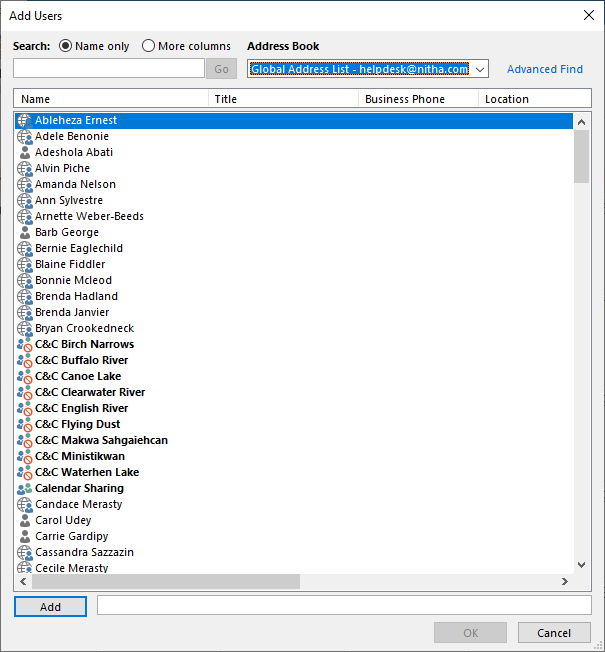 Add Users
Search: Name only More columns Address Book
Go Global Address List - helpdesk@nitha.com Advanced Find
Name Title Business Phone Location
Ableheza Ernest
Adele Benonie
Adeshola Abati
Alvin Piche
Amanda Nelson
Ann Sylvestre
Arnette Weber-Beeds
Barb George
Bernie Eaglechild
Blaine Fiddler
Bonnie Mcleod
Brenda Hadland
Brenda Janvier
Bryan Crookedneck
C&C Birch Narrows
C&C Buffalo River
C&C Canoe Lake
C&C Clearwater River
C&C English River
C&C Flying Dust
C&C Makwa Sahgaiehcan
C&C Ministikwan
C&C Waterhen Lake
Calendar Sharing
Candace Merasty
Carol Udey
Carrie Gardipy
Cassandra Sazzazin
Cecile Merasty
Add
OK Cancel